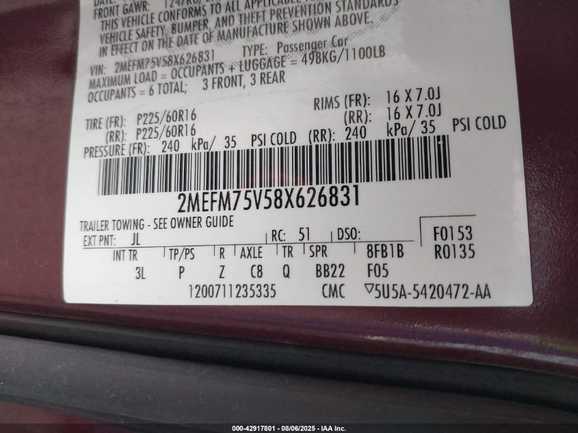 FRONT GAWR:
THIS VEHICLE CONFORMS TO ALL APPLICABLE FEDERAL MOTOR
VEHICLE SAFETY, BUMPER, AND THEFT PREVENTION STANDARDS
IN EFFECT ON THE DATE OF MANUFACTURE SHOWN ABOVE.
VIN: 2MEFM75V58X626831 TYPE: Passenger Car
MAXIMUM LOAD = OCCUPANTS + LUGGAGE = 498KG/1100LB
OCCUPANTS = 6 TOTAL; 3 FRONT, 3 REAR
TIRE (FR): P225/60R16 RIMS (FR): 16 X 7.0J
(RR): P225/60R16 (RR): 16 X 7.0J
PRESSURE (FR): 240 kPa/ 35 PSI COLD (RR): 240 kPa/ 35 PSI COLD
2MEFM75V58X626831
TRAILER TOWING - SEE OWNER GUIDE
EXT PNT: JL RC: 51 DSO: F0153
INT TR TP/PS R AXLE TR SPR 8FB1B R0135
3L P Z C8 Q BB22 F05
1200711235335 CMC ▽5U5A-5420472-AA
000-42917801 - 08/06/2025 - IAA Inc.